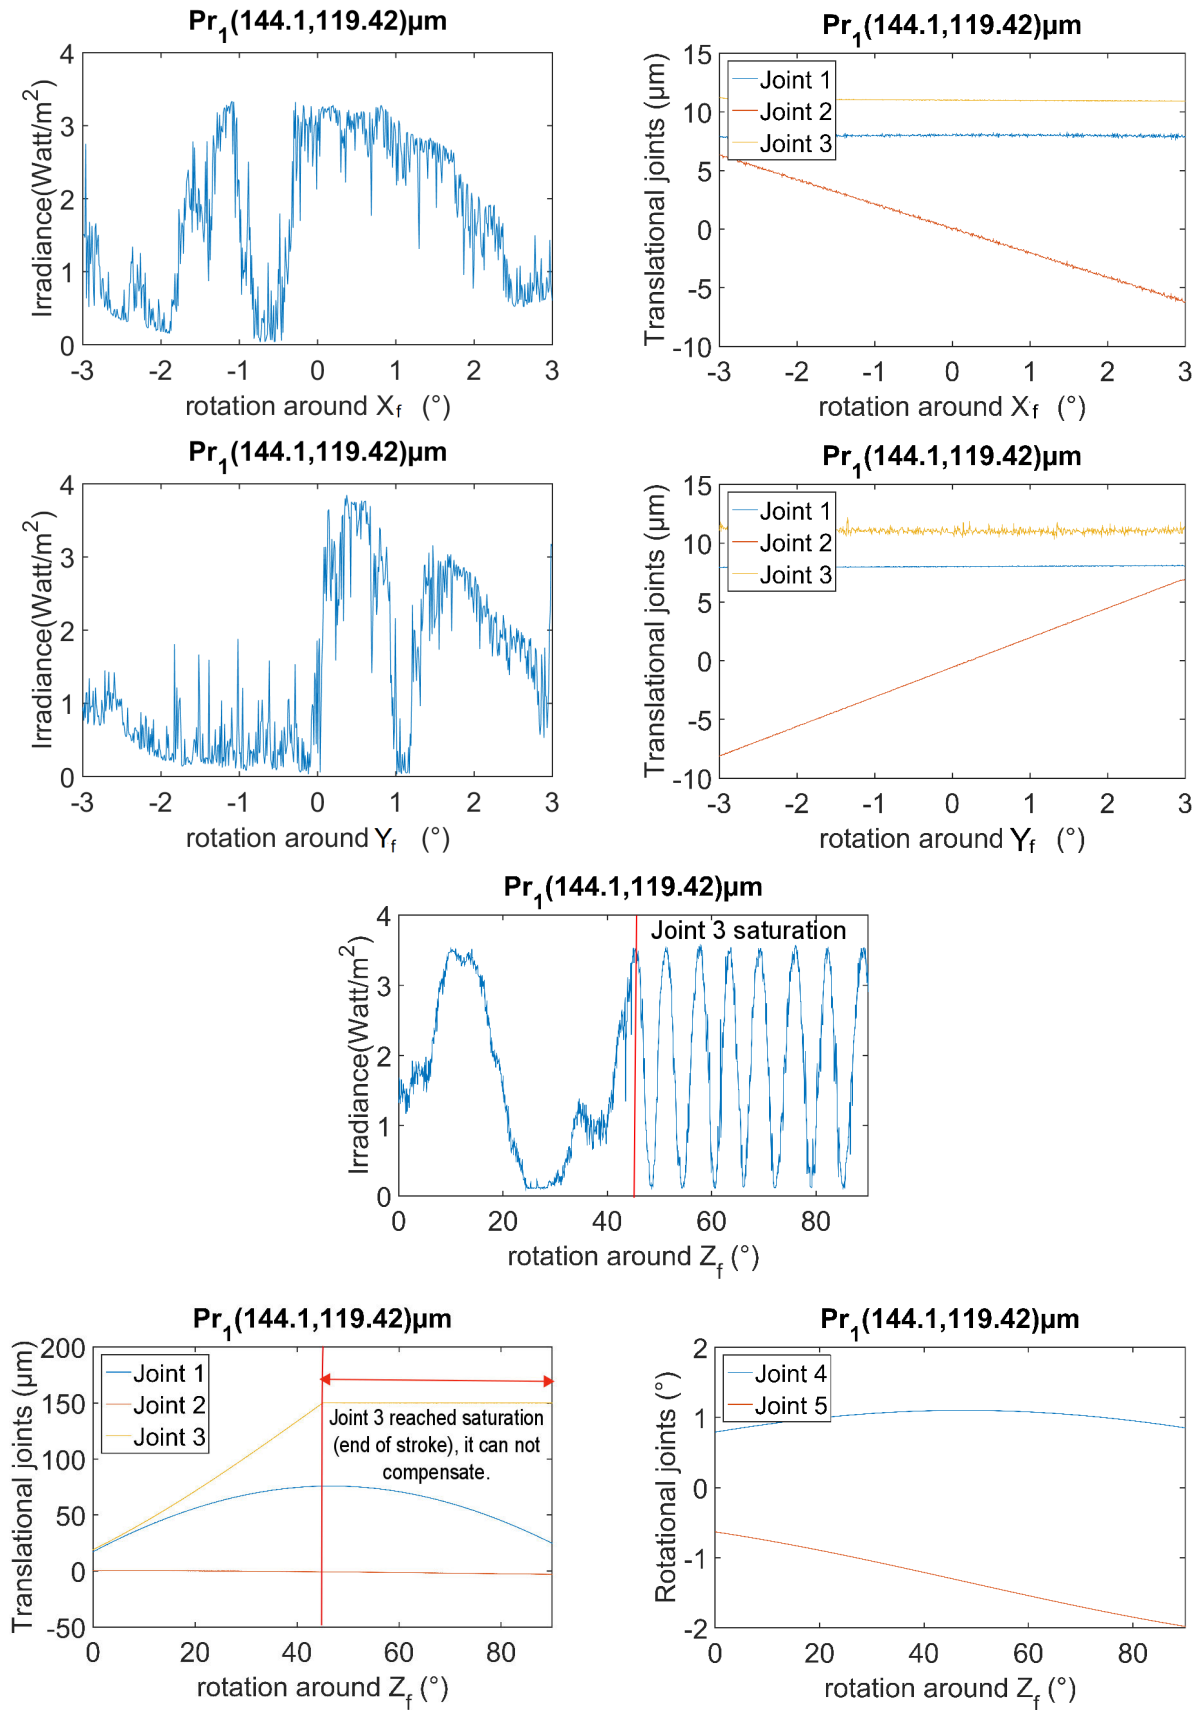 Pr1(144.1,119.42)µm
Irradiance(Watt/m2)
4
3
2
1
0
-3 -2 -1 0 1 2 3
rotation around Xf (°)
Pr1(144.1,119.42)µm
Translational joints (µm)
15
10
5
0
-5
-10
Joint 1
Joint 2
Joint 3
-3 -2 -1 0 1 2 3
rotation around Xf (°)
Pr1(144.1,119.42)µm
Irradiance(Watt/m2)
4
3
2
1
0
-3 -2 -1 0 1 2 3
rotation around Yf (°)
Pr1(144.1,119.42)µm
Translational joints (µm)
15
10
5
0
-5
-10
Joint 1
Joint 2
Joint 3
-3 -2 -1 0 1 2 3
rotation around Yf (°)
Pr1(144.1,119.42)µm
Irradiance(Watt/m2)
4
3
2
1
0
Joint 3 saturation
0 20 40 60 80
rotation around Zf (°)
Pr1(144.1,119.42)µm
Translational joints (µm)
200
150
100
50
0
-50
Joint 1
Joint 2
Joint 3
Joint 3 reached saturation
(end of stroke), it can not
compensate.
0 20 40 60 80
rotation around Zf (°)
Pr1(144.1,119.42)µm
Rotational joints (°)
2
1
0
-1
-2
Joint 4
Joint 5
0 20 40 60 80
rotation around Zf (°)